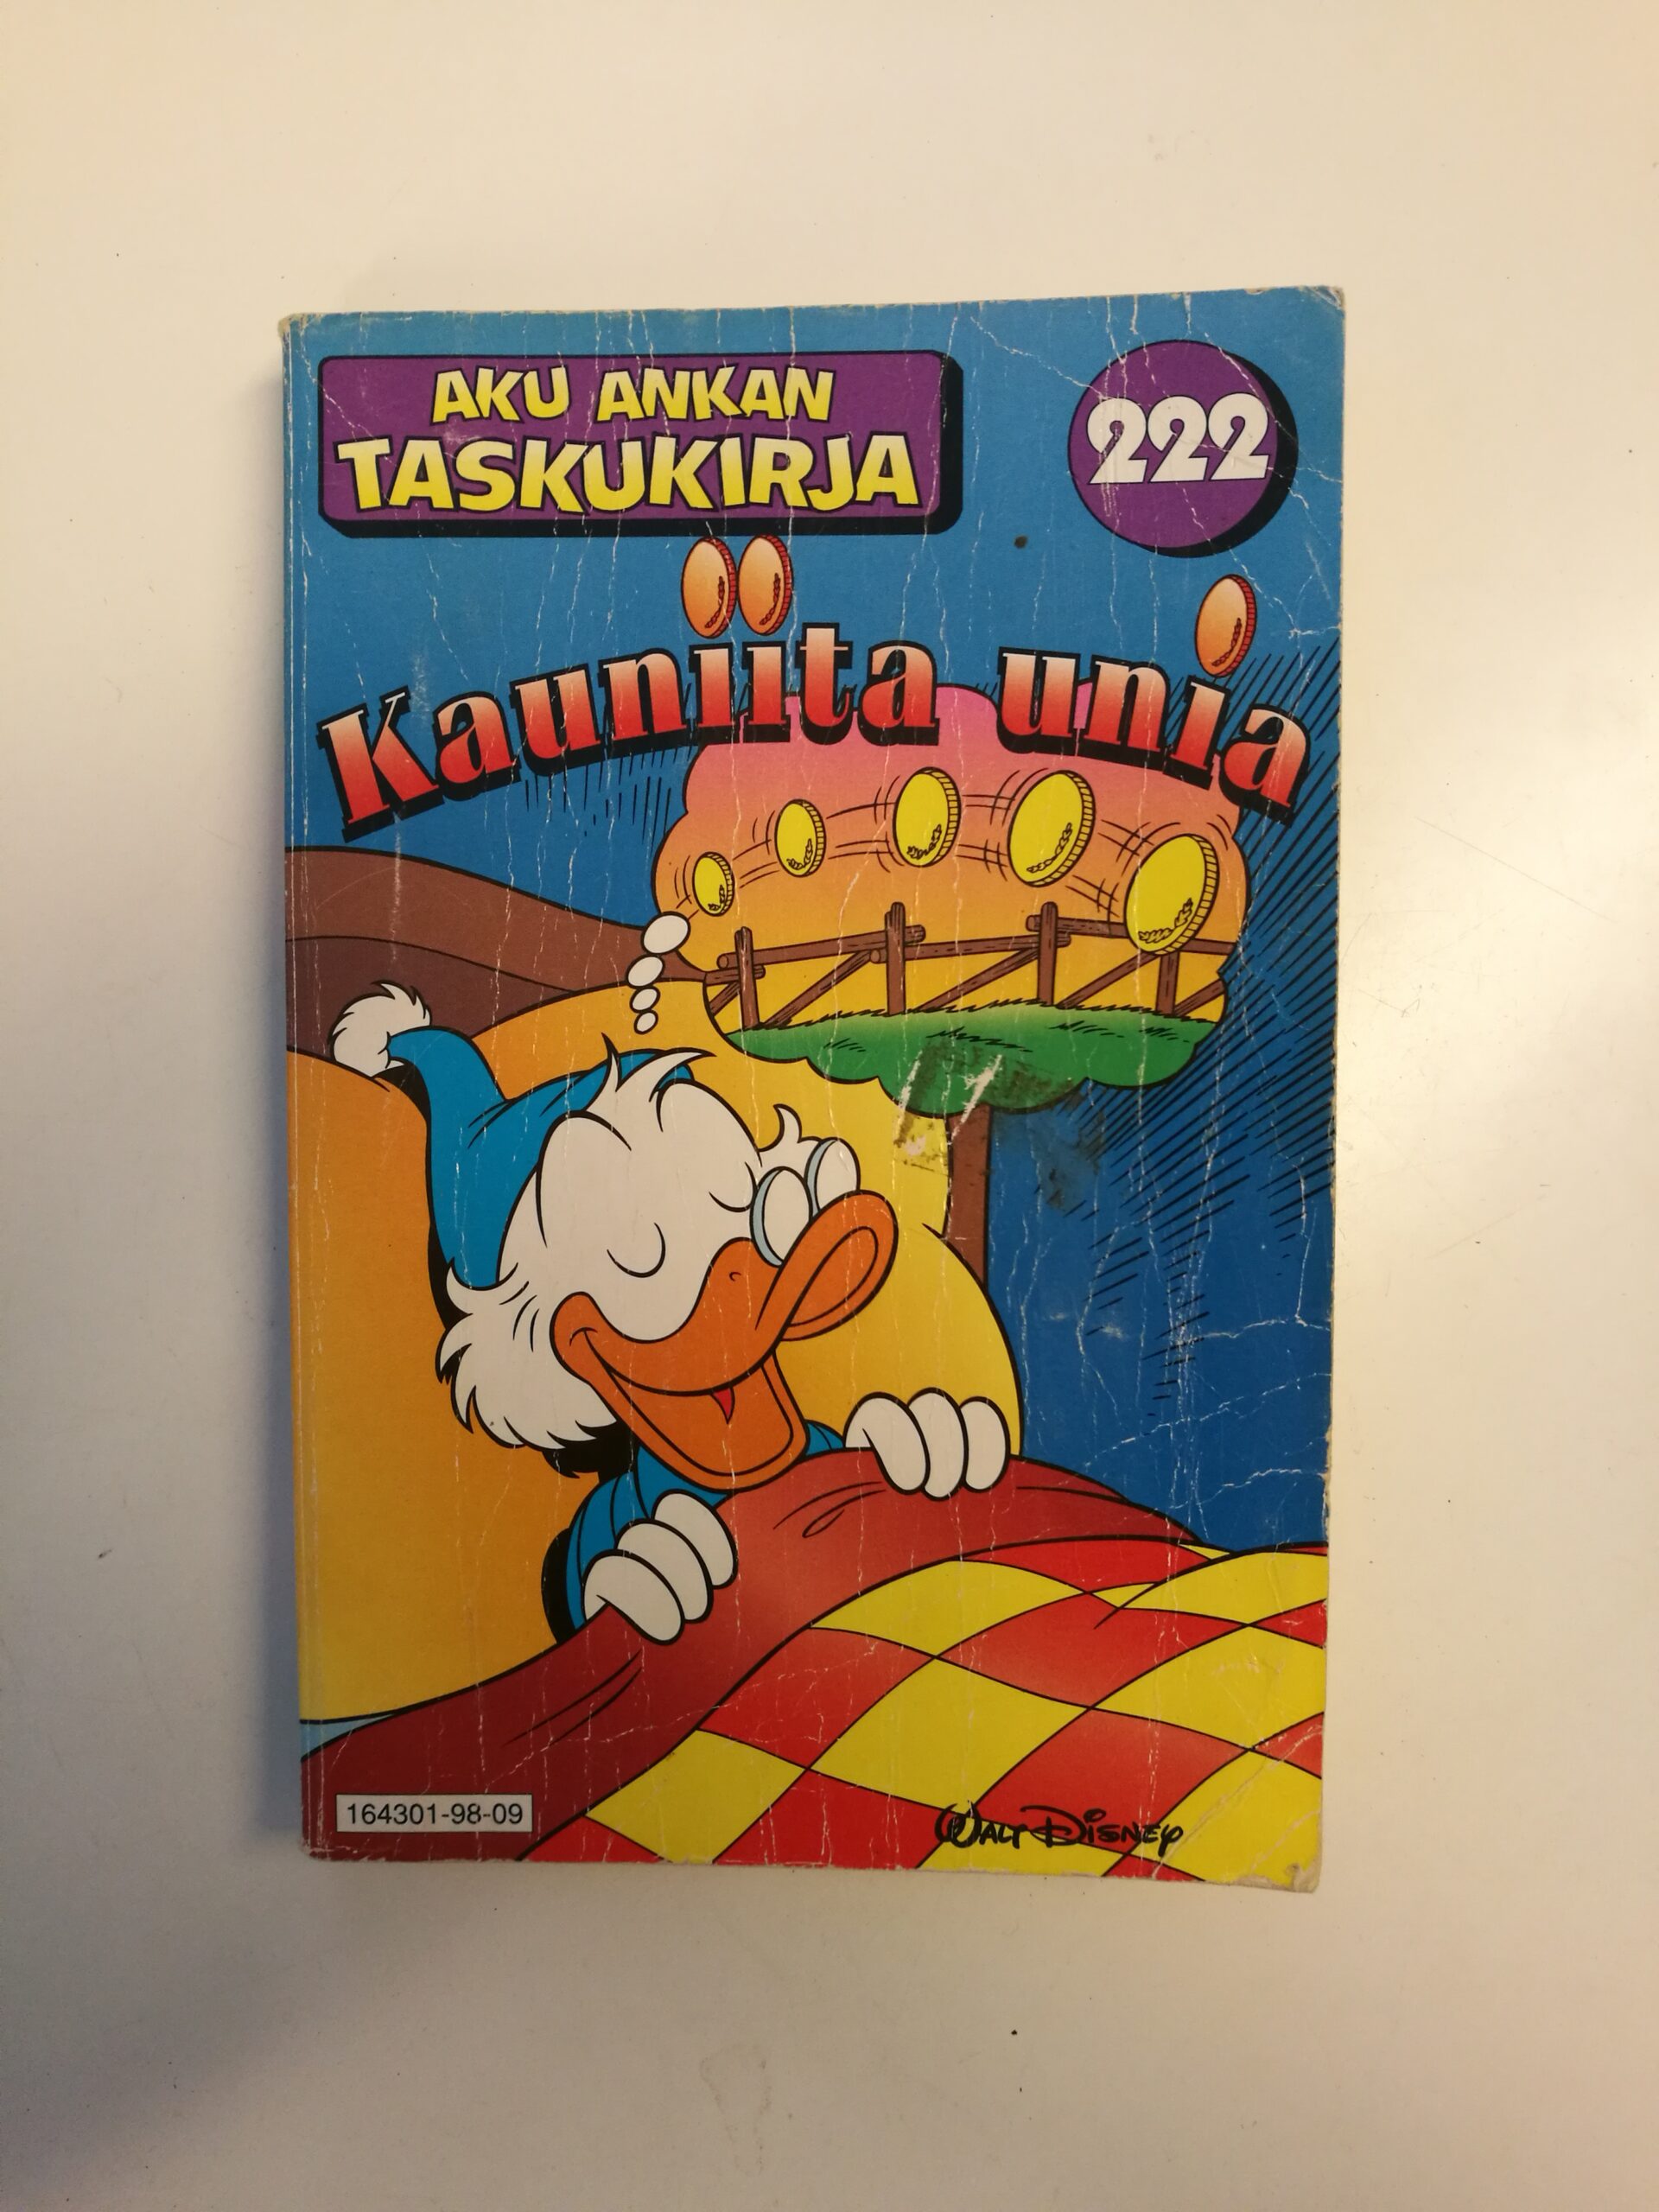 AKU ANKAN
TASKUKIRJA
222
Kauniita unia
164301-98-09
WALT DISNEY